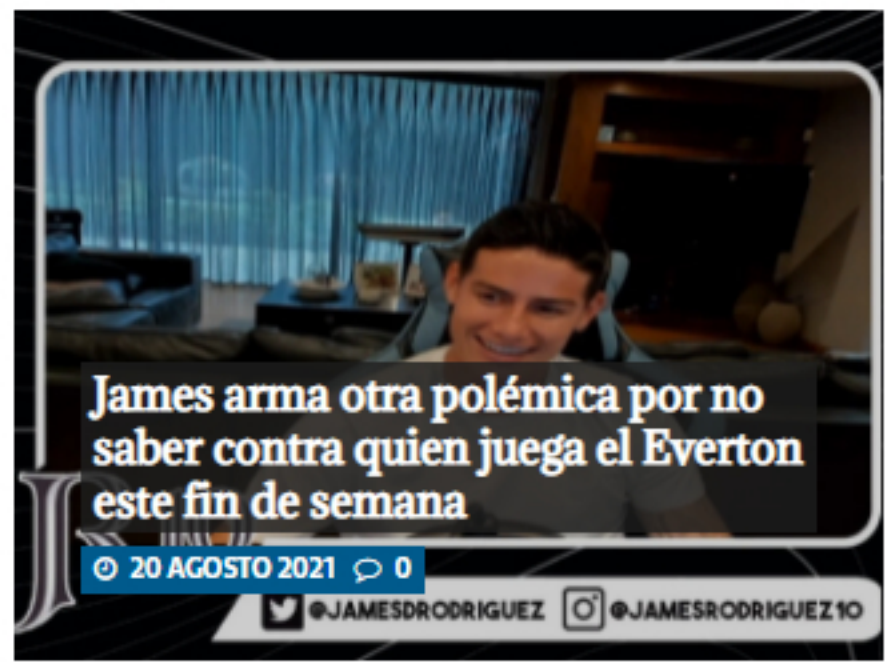 James arma otra polémica por no
saber contra quien juega el Everton
este fin de semana
20 AGOSTO 2021 0
@JAMESDRODRIGUEZ @JAMESRODRIGUEZ10